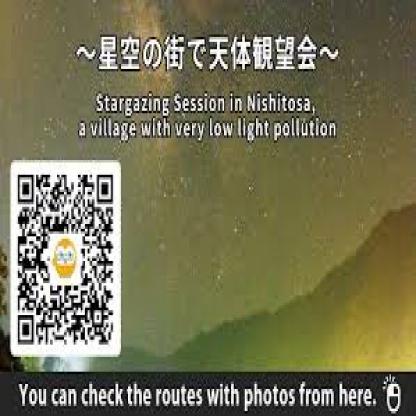 ～星空の街で天体観望会～
Stargazing Session in Nishitosa,
a village with very low light pollution
You can check the routes with photos from here.